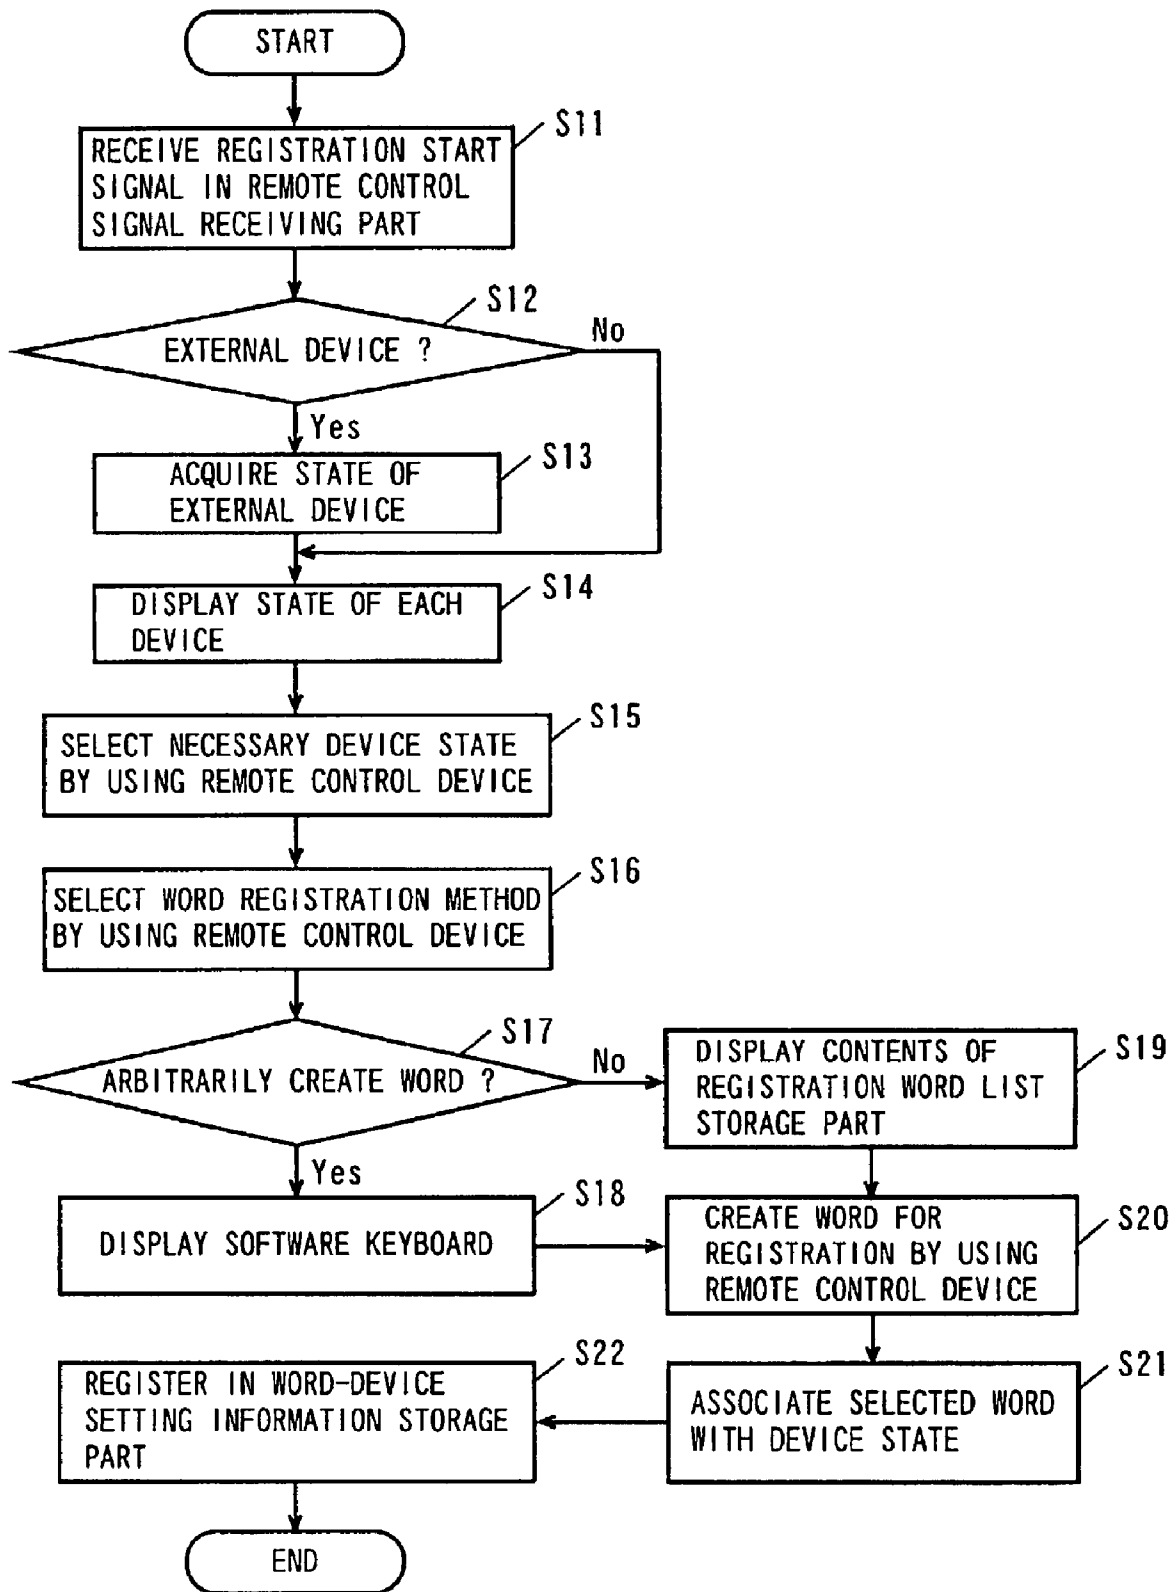 START
S11
RECEIVE REGISTRATION START
SIGNAL IN REMOTE CONTROL
SIGNAL RECEIVING PART
S12
EXTERNAL DEVICE ?
No
Yes
S13
ACQUIRE STATE OF
EXTERNAL DEVICE
S14
DISPLAY STATE OF EACH
DEVICE
S15
SELECT NECESSARY DEVICE STATE
BY USING REMOTE CONTROL DEVICE
S16
SELECT WORD REGISTRATION METHOD
BY USING REMOTE CONTROL DEVICE
S17
ARBITRARILY CREATE WORD ?
No
Yes
S19
DISPLAY CONTENTS OF
REGISTRATION WORD LIST
STORAGE PART
S18
DISPLAY SOFTWARE KEYBOARD
S20
CREATE WORD FOR
REGISTRATION BY USING
REMOTE CONTROL DEVICE
S21
ASSOCIATE SELECTED WORD
WITH DEVICE STATE
S22
REGISTER IN WORD-DEVICE
SETTING INFORMATION STORAGE
PART
END